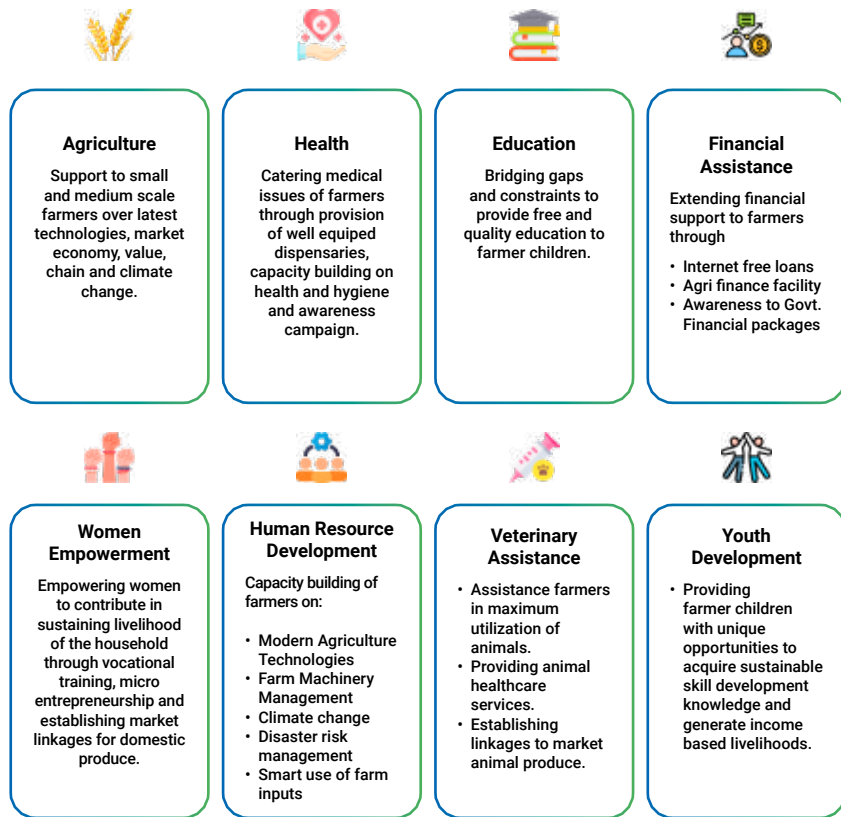 Agriculture
Support to small
and medium scale
farmers over latest
technologies, market
economy, value,
chain and climate
change.
Health
Catering medical
issues of farmers
through provision
of well equiped
dispensaries,
capacity building on
health and hygiene
and awareness
campaign.
Education
Bridging gaps
and constraints to
provide free and
quality education to
farmer children.
Financial
Assistance
Extending financial
support to farmers
through
• Internet free loans
• Agri finance facility
• Awareness to Govt.
Financial packages
Women
Empowerment
Empowering women
to contribute in
sustaining livelihood
of the household
through vocational
training, micro
entrepreneurship and
establishing market
linkages for domestic
produce.
Human Resource
Development
Capacity building of
farmers on:
• Modern Agriculture
Technologies
• Farm Machinery
Management
• Climate change
• Disaster risk
management
• Smart use of farm
inputs
Veterinary
Assistance
• Assistance farmers
in maximum
utilization of
animals.
• Providing animal
healthcare
services.
• Establishing
linkages to market
animal produce.
Youth
Development
• Providing
farmer children
with unique
opportunities to
acquire sustainable
skill development
knowledge and
generate income
based livelihoods.